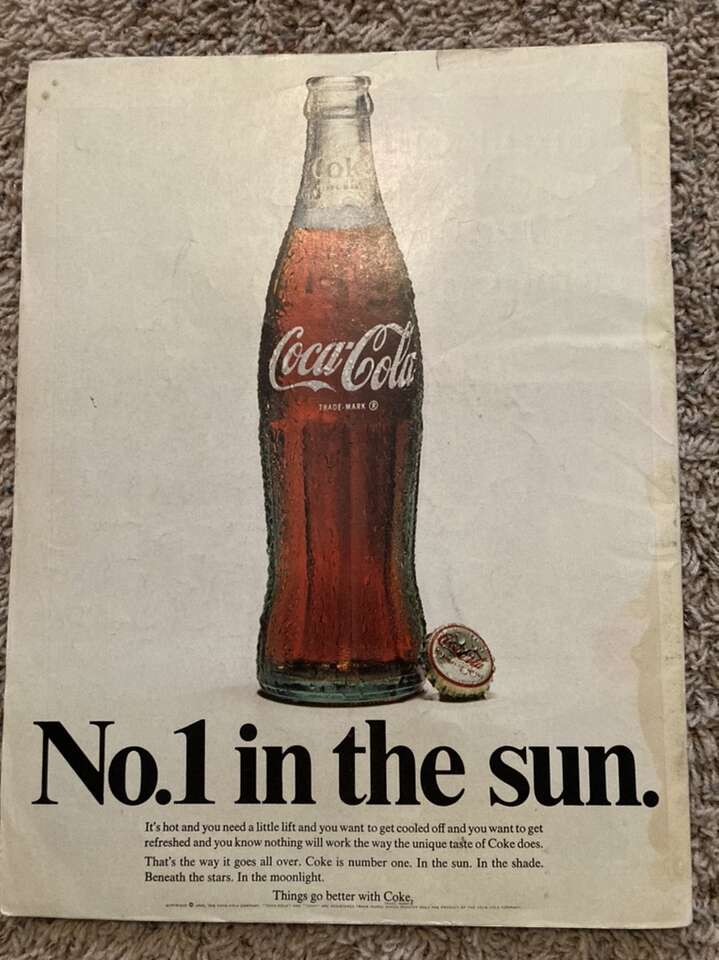 Coke
Coca-Cola
TRADE-MARK ®
Coca-Cola
No.1 in the sun.
It's hot and you need a little lift and you want to get cooled off and you want to get
refreshed and you know nothing will work the way the unique taste of Coke does.
That's the way it goes all over. Coke is number one. In the sun. In the shade.
Beneath the stars. In the moonlight.
Things go better with Coke.